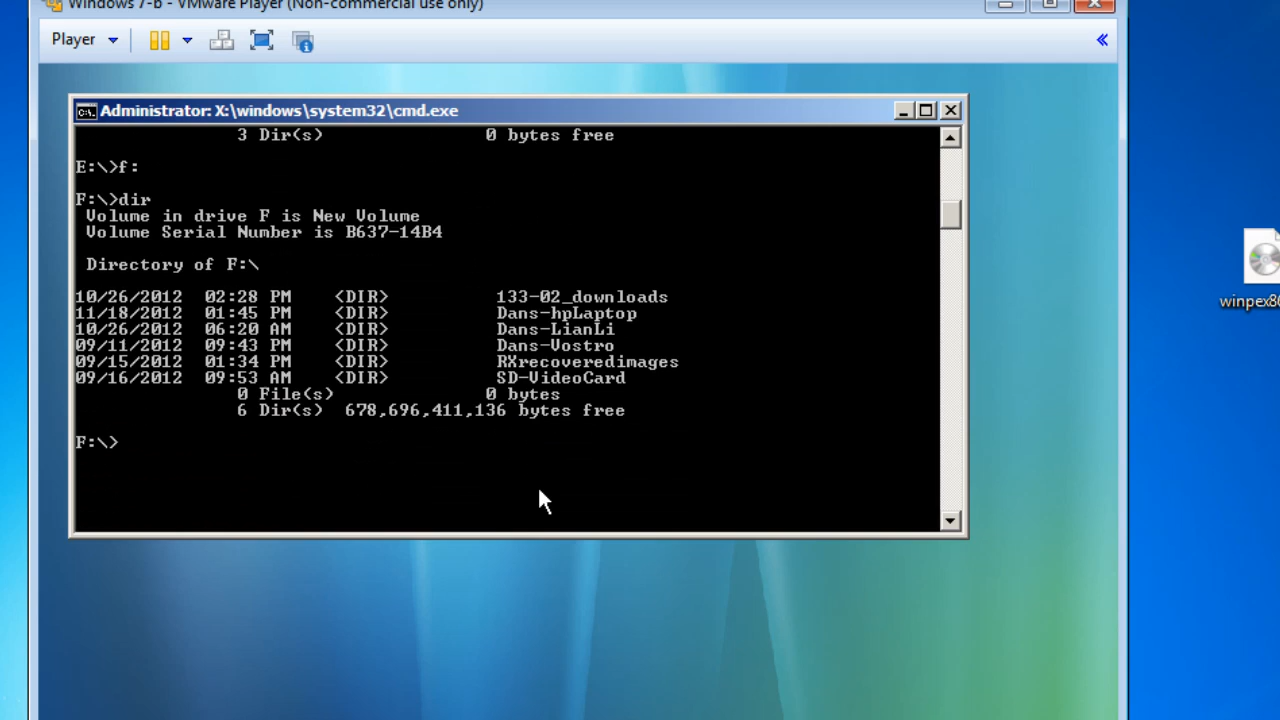 Windows 7-b - VMware Player (Non-commercial use only)
Player
Administrator: X:\windows\system32\cmd.exe
3 Dir(s) 0 bytes free
E:\>f:
F:\>dir
Volume in drive F is New Volume
Volume Serial Number is B637-14B4
Directory of F:\
10/26/2012 02:28 PM <DIR> 133-02_downloads
11/18/2012 01:45 PM <DIR> Dans-hpLaptop
10/26/2012 06:20 AM <DIR> Dans-LianLi
09/11/2012 09:43 PM <DIR> Dans-Vostro
09/15/2012 01:34 PM <DIR> RXrecoveredimages
09/16/2012 09:53 AM <DIR> SD-VideoCard
0 File(s) 0 bytes
6 Dir(s) 678,696,411,136 bytes free
F:\>